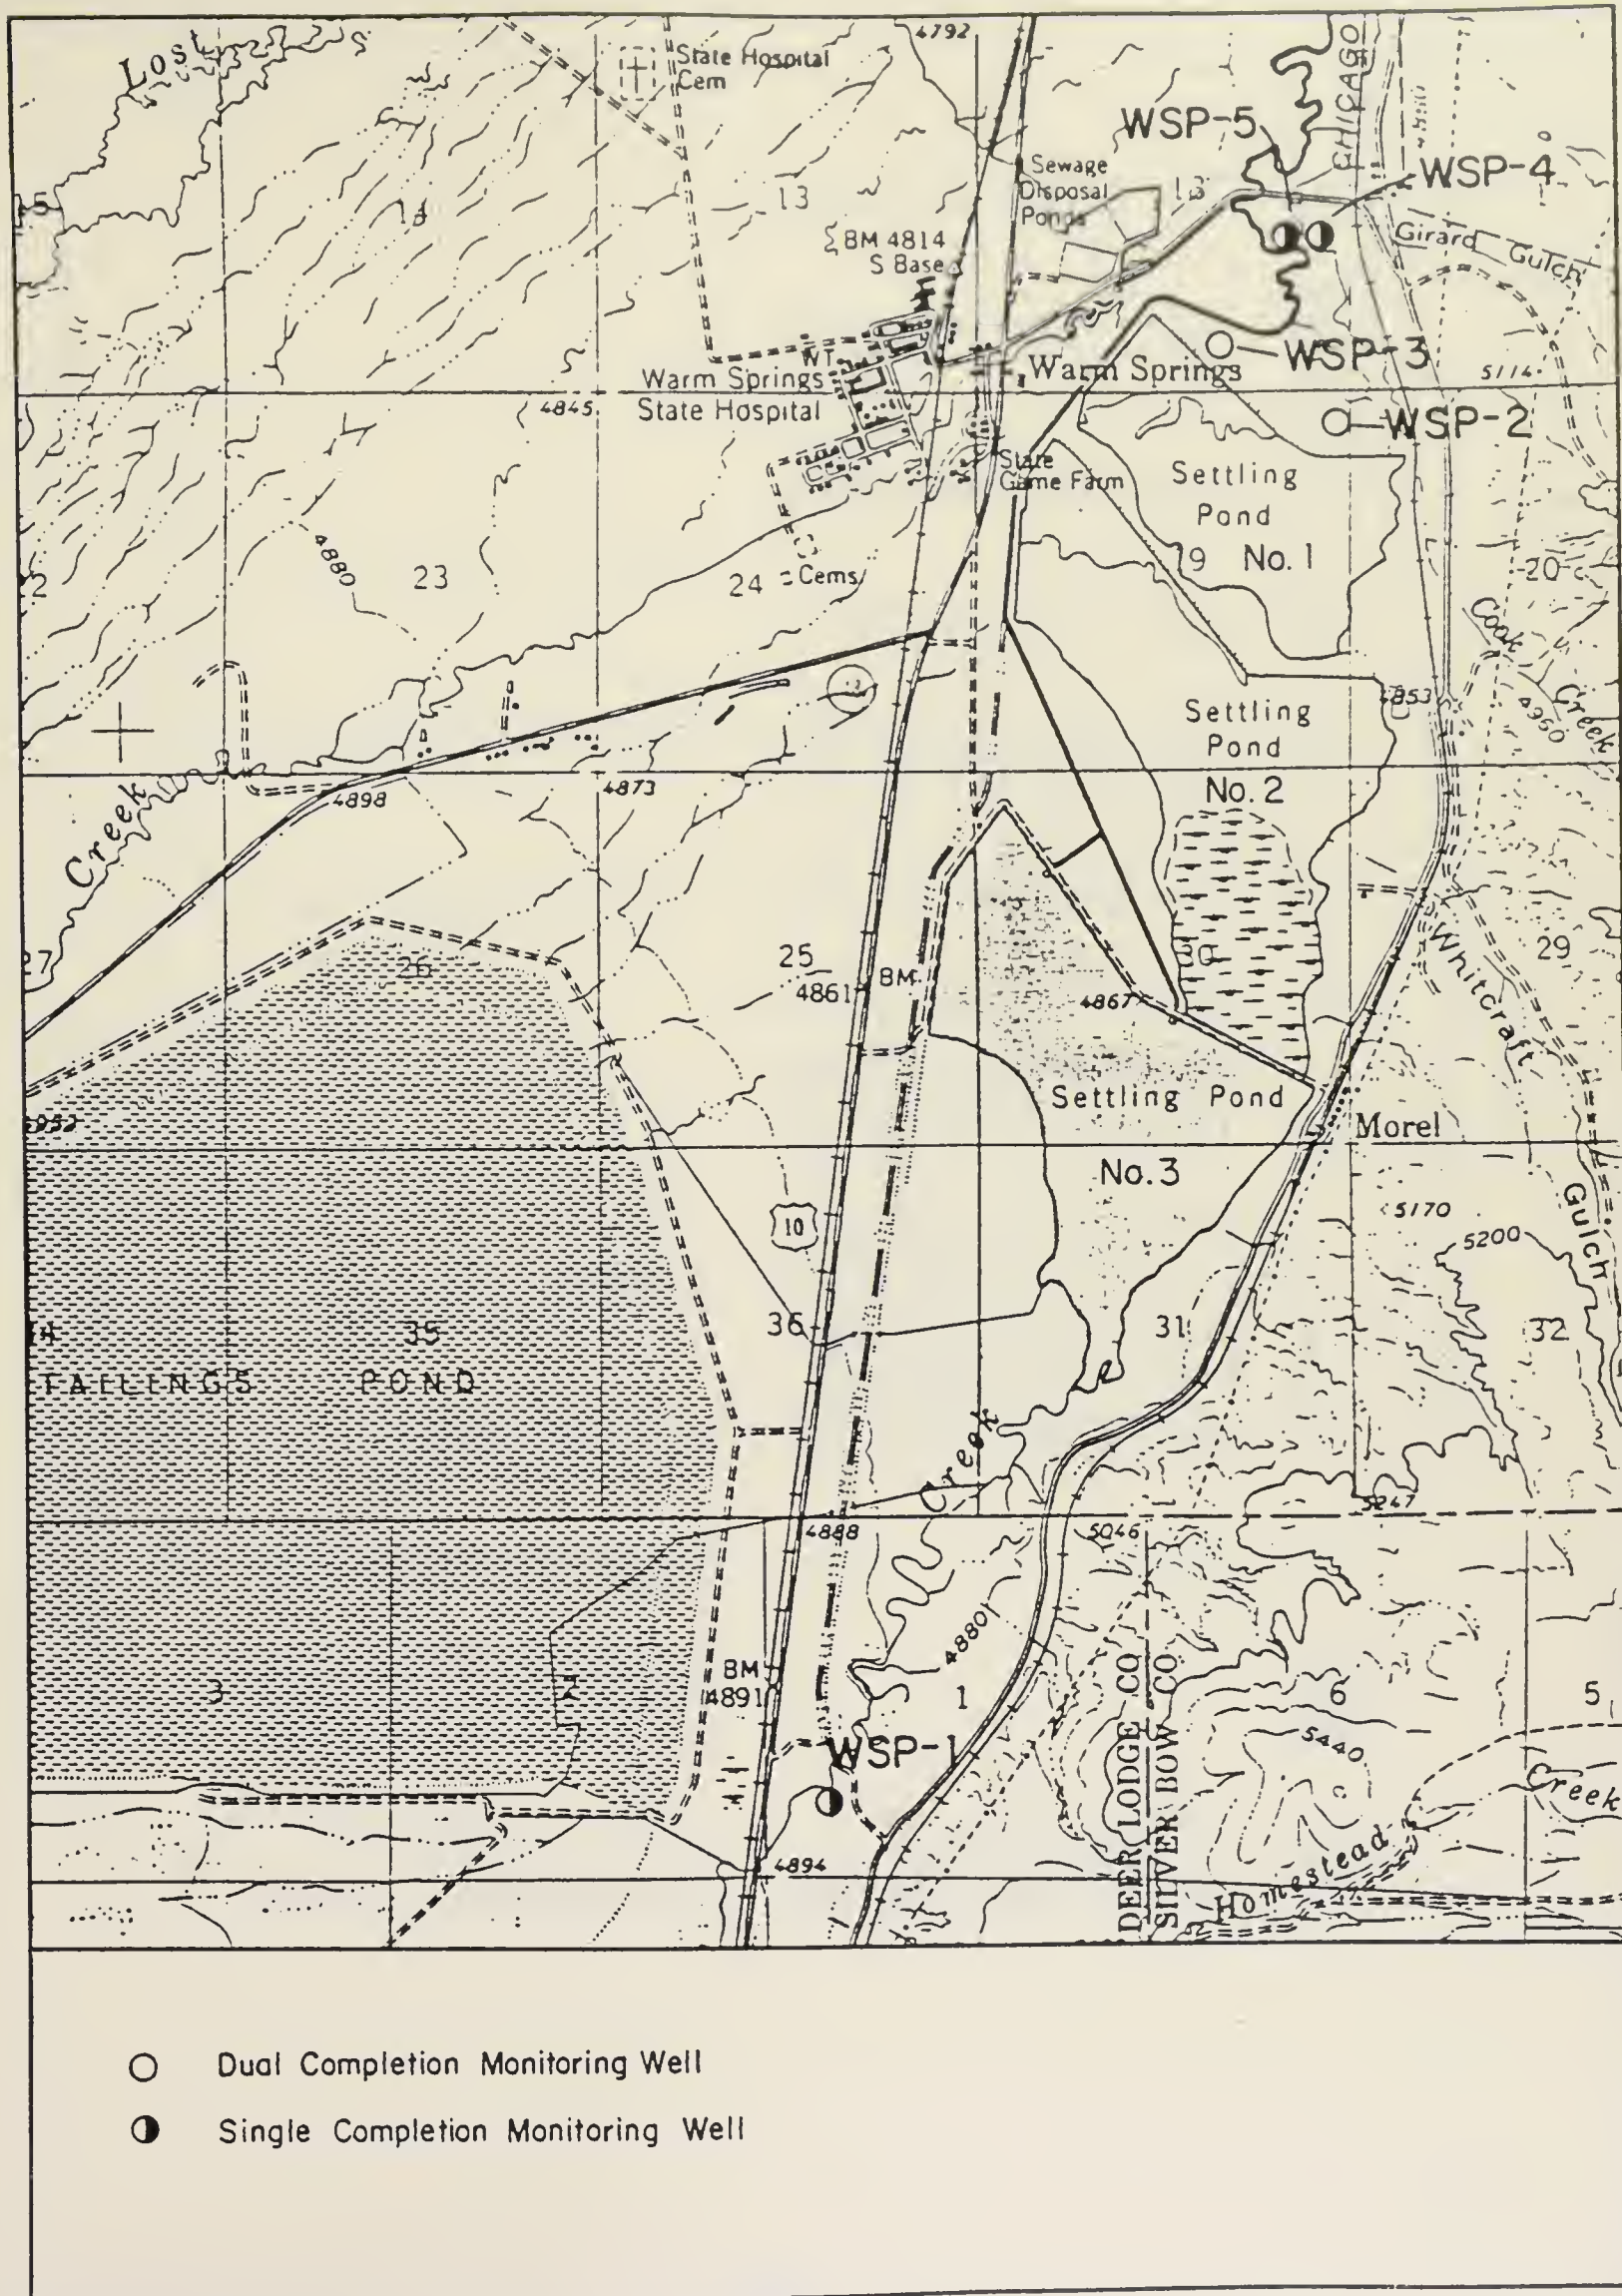 Lost
State Hospital
Cem
4792
CHICAGO
WSP-5
WSP-4
Sewage
Disposal
Ponds
13
BM 4814
S Base
Girard Gulch
WT
Warm Springs
State Hospital
Warm Springs
WSP-3
5114
4845
WSP-2
State
Game Farm
Settling
Pond
No. 1
19
4880
23
24
Cems
20
Cook Creek
4853
4960
Settling
Pond
No. 2
4898
4873
Creek
27
26
25
4861
BM
4867
29
Whitcraft Gulch
Settling Pond
No. 3
Morel
10
5170
5200
36
31
32
35
TAILINGS POND
Creek
4888
5046
5247
4880
BM
4891
3
2
1
6
5
WSP-1
5440
DEER LODGE CO
SILVER BOW CO
Creek
Homestead
4894
Dual Completion Monitoring Well
Single Completion Monitoring Well